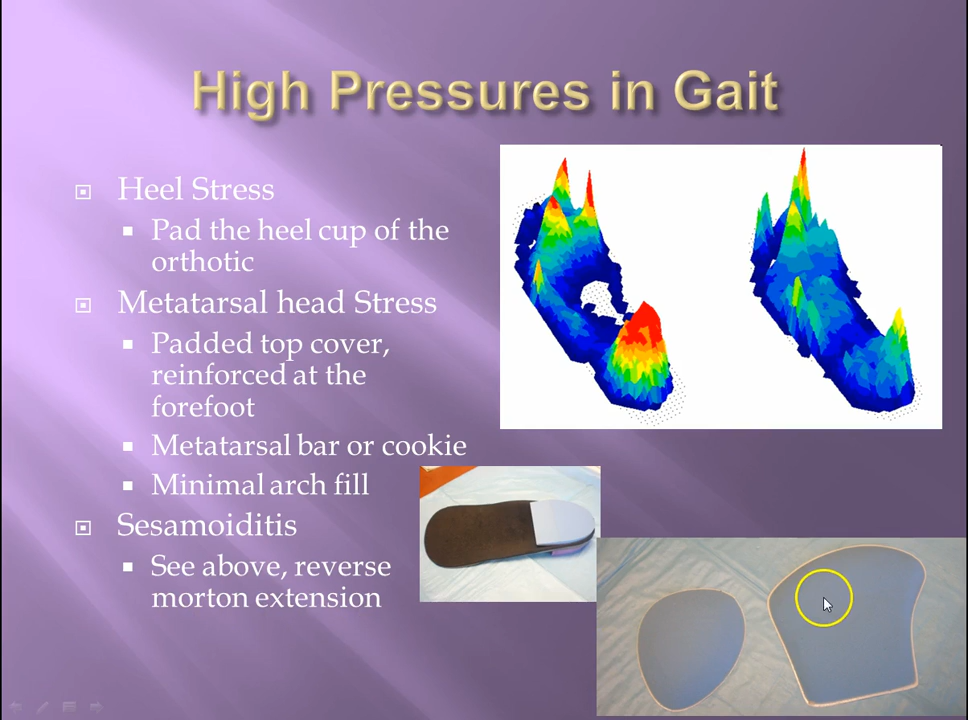 High Pressures in Gait
Heel Stress
Pad the heel cup of the
orthotic
Metatarsal head Stress
Padded top cover,
reinforced at the
forefoot
Metatarsal bar or cookie
Minimal arch fill
Sesamoiditis
See above, reverse
morton extension